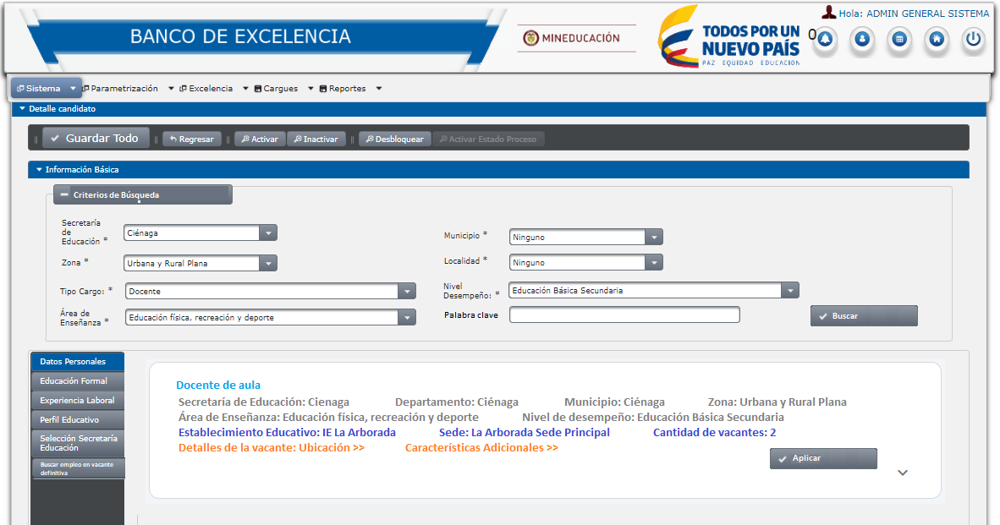 Hola: ADMIN GENERAL SISTEMA
BANCO DE EXCELENCIA
MINEDUCACIÓN
TODOS POR UN
NUEVO PAÍS
PAZ EQUIDAD EDUCACIÓN
0
Sistema Parametrización Excelencia Cargues Reportes
Detalle candidato
Guardar Todo Regresar Activar Inactivar Desbloquear Activar Estado Proceso
Información Básica
Criterios de Búsqueda
Secretaría
de
Educación * Ciénaga
Municipio * Ninguno
Zona * Urbana y Rural Plana
Localidad * Ninguno
Tipo Cargo: * Docente
Nivel
Desempeño: * Educación Básica Secundaria
Área de
Enseñanza * Educación física, recreación y deporte
Palabra clave
Buscar
Datos Personales
Educación Formal
Experiencia Laboral
Perfil Educativo
Selección Secretaría
Educación
Buscar empleo en vacante
definitiva
Docente de aula
Secretaría de Educación: Cienaga Departamento: Ciénaga Municipio: Ciénaga Zona: Urbana y Rural Plana
Área de Enseñanza: Educación física, recreación y deporte Nivel de desempeño: Educación Básica Secundaria
Establecimiento Educativo: IE La Arborada Sede: La Arborada Sede Principal Cantidad de vacantes: 2
Detalles de la vacante: Ubicación >> Características Adicionales >>
Aplicar